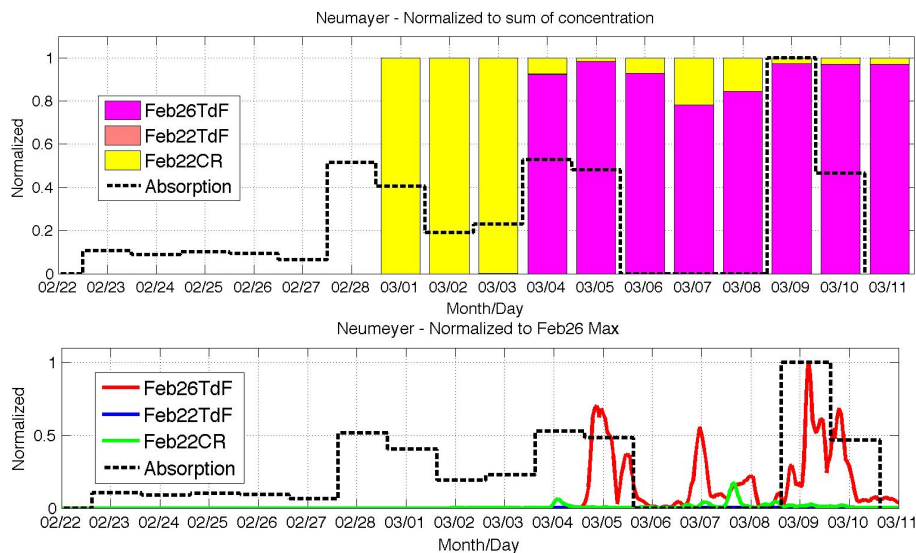 Neumayer - Normalized to sum of concentration
1
0.8
0.6
0.4
0.2
0
Normalized
Feb26TdF
Feb22TdF
Feb22CR
Absorption
02/22 02/23 02/24 02/25 02/26 02/27 02/28 03/01 03/02 03/03 03/04 03/05 03/06 03/07 03/08 03/09 03/10 03/11
Month/Day
Neumeyer - Normalized to Feb26 Max
1
0.5
0
Normalized
Feb26TdF
Feb22TdF
Feb22CR
Absorption
02/22 02/23 02/24 02/25 02/26 02/27 02/28 03/01 03/02 03/03 03/04 03/05 03/06 03/07 03/08 03/09 03/10 03/11
Month/Day